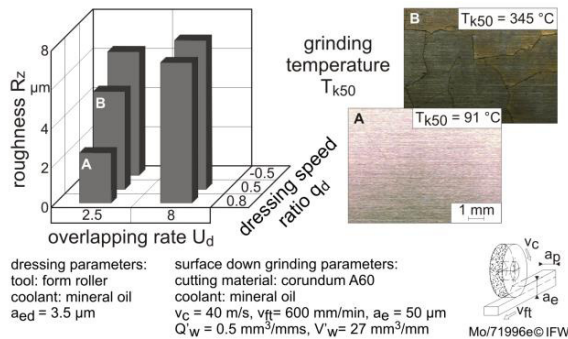 8
µm
4
2
0
roughness Rz
A
B
2.5
8
overlapping rate Ud
-0.5
0.5
0.8
dressing speed
ratio qd
grinding
temperature
Tk50
B
Tk50 = 345 °C
A
Tk50 = 91 °C
1 mm
dressing parameters:
tool: form roller
coolant: mineral oil
aed = 3.5 µm
surface down grinding parameters:
cutting material: corundum A60
coolant: mineral oil
vc = 40 m/s, vft= 600 mm/min, ae = 50 µm
Q'w = 0.5 mm³/mms, V'w= 27 mm³/mm
vc
ap
ae
vft
Mo/71996e© IFW